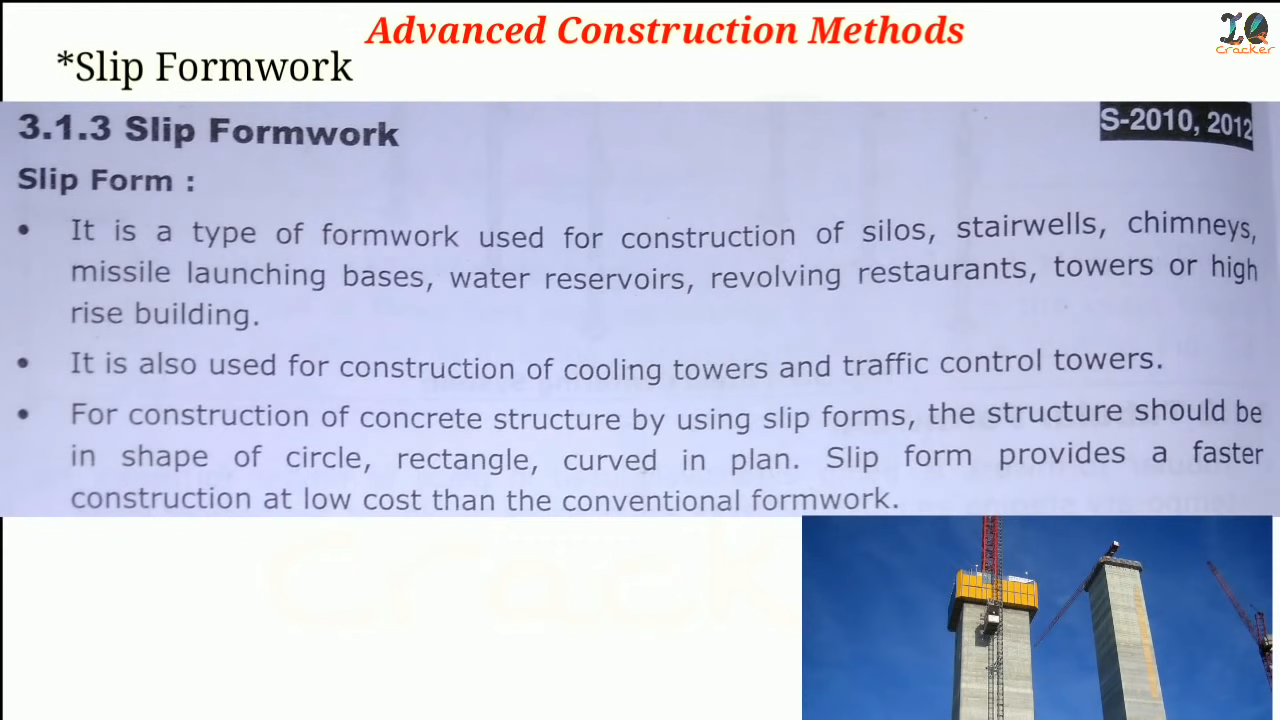 Advanced Construction Methods
IQ
Cracker
*Slip Formwork
3.1.3 Slip Formwork
S-2010, 2012
Slip Form :
• It is a type of formwork used for construction of silos, stairwells, chimneys,
missile launching bases, water reservoirs, revolving restaurants, towers or high
rise building.
• It is also used for construction of cooling towers and traffic control towers.
• For construction of concrete structure by using slip forms, the structure should be
in shape of circle, rectangle, curved in plan. Slip form provides a faster
construction at low cost than the conventional formwork.